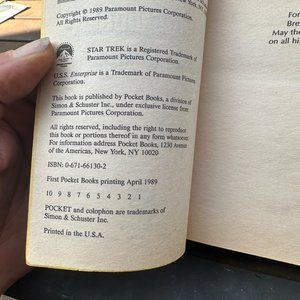 New York, NY
Copyright © 1989 Paramount Pictures Corporation.
All Rights Reserved.
STAR TREK is a Registered Trademark of
Paramount Pictures Corporation.
U.S.S. Enterprise is a Trademark of Paramount Pictures
Corporation.
This book is published by Pocket Books, a division of
Simon & Schuster Inc., under exclusive license from
Paramount Pictures Corporation.
All rights reserved, including the right to reproduce
this book or portions thereof in any form whatsoever.
For information address Pocket Books, 1230 Avenue
of the Americas, New York, NY 10020
ISBN: 0-671-66130-2
First Pocket Books printing April 1989
10 9 8 7 6 5 4 3 2 1
POCKET and colophon are trademarks of
Simon & Schuster Inc.
Printed in the U.S.A.
For
Bre
May the
on all hi